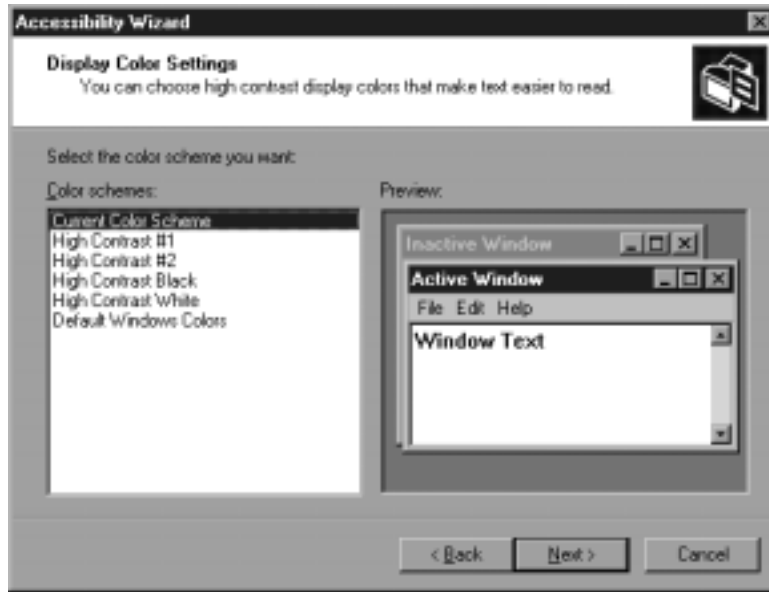 Accessibility Wizard
Display Color Settings
You can choose high contrast display colors that make text easier to read.
Select the color scheme you want:
Color schemes:
Preview:
Current Color Scheme
High Contrast #1
High Contrast #2
High Contrast Black
High Contrast White
Default Windows Colors
Inactive Window
Active Window
File Edit Help
Window Text
< Back
Next >
Cancel